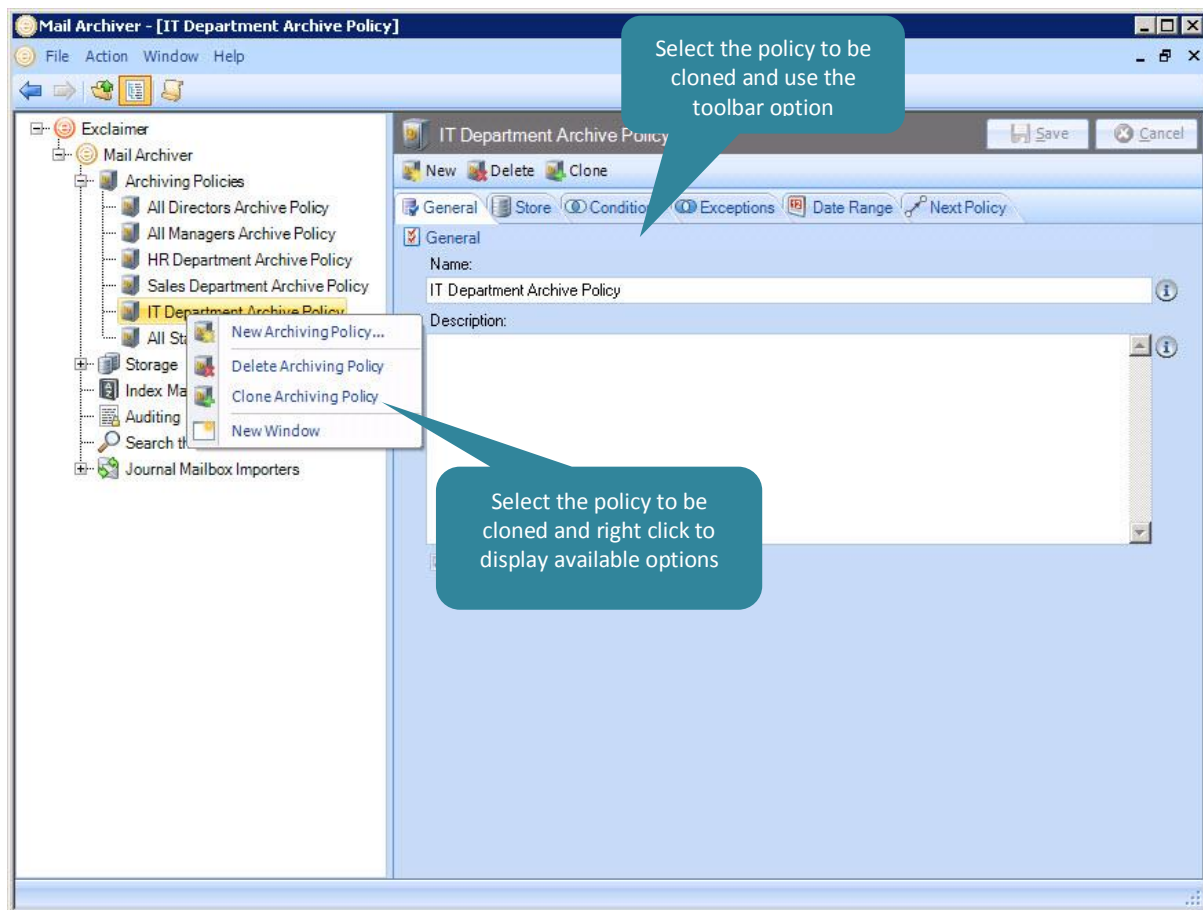 Mail Archiver - [IT Department Archive Policy]
File Action Window Help
Select the policy to be
cloned and use the
toolbar option
Exclaimer
Mail Archiver
Archiving Policies
All Directors Archive Policy
All Managers Archive Policy
HR Department Archive Policy
Sales Department Archive Policy
IT Department Archive Policy
All
Storage
Index
Auditing
Search
Journal Mailbox Importers
New Archiving Policy...
Delete Archiving Policy
Clone Archiving Policy
New Window
IT Department Archive Policy
Save Cancel
New Delete Clone
General Store Condition Exceptions Date Range Next Policy
General
Name:
IT Department Archive Policy
Description:
Select the policy to be
cloned and right click to
display available options